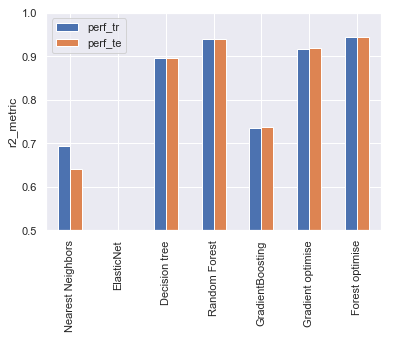 1.0
0.9
0.8
0.7
0.6
0.5
r2_metric
perf_tr
perf_te
Nearest Neighbors
ElasticNet
Decision tree
Random Forest
GradientBoosting
Gradient optimise
Forest optimise